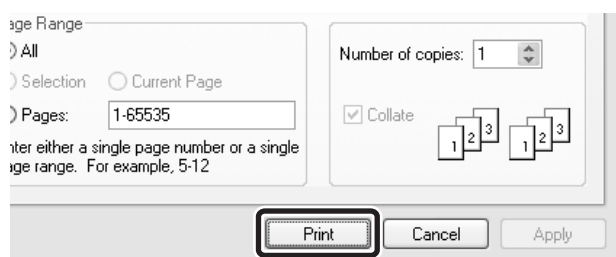 age Range
All
Number of copies: 1
Selection Current Page
Pages: 1-65535
Collate
1 2 3 1 2 3
nter either a single page number or a single
age range. For example, 5-12
Print Cancel Apply